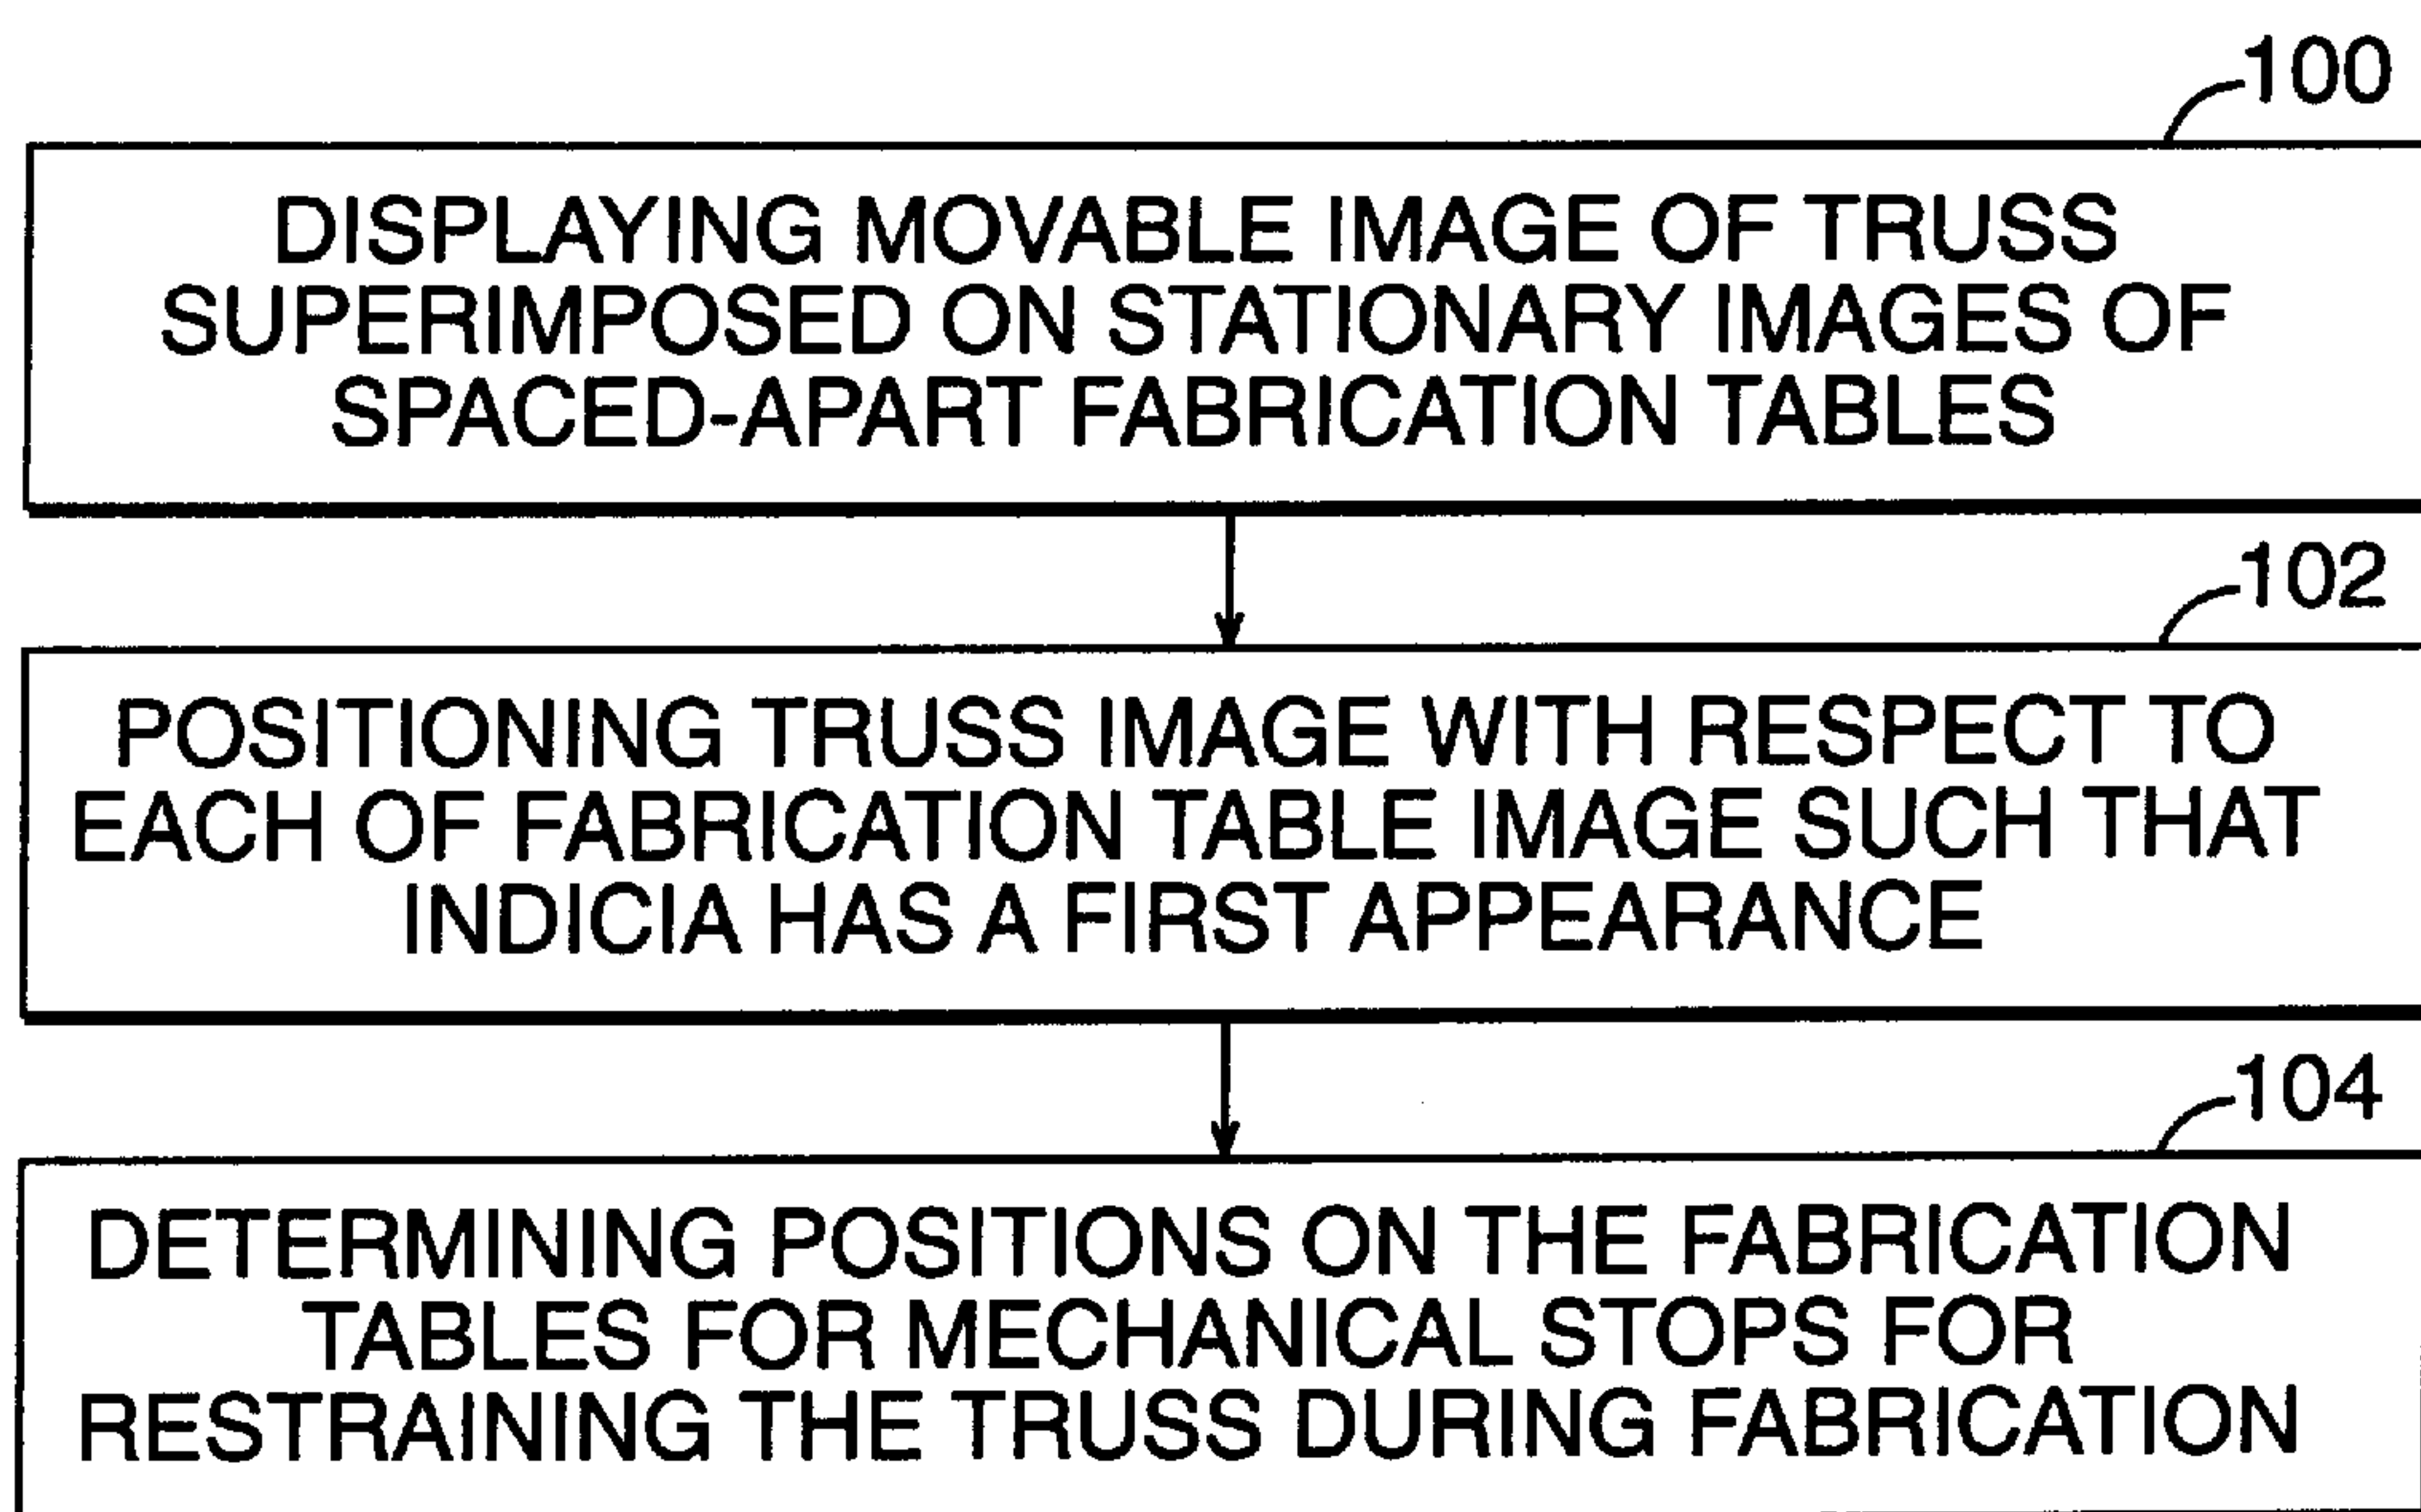 100
DISPLAYING MOVABLE IMAGE OF TRUSS
SUPERIMPOSED ON STATIONARY IMAGES OF
SPACED-APART FABRICATION TABLES
102
POSITIONING TRUSS IMAGE WITH RESPECT TO
EACH OF FABRICATION TABLE IMAGE SUCH THAT
INDICIA HAS A FIRST APPEARANCE
104
DETERMINING POSITIONS ON THE FABRICATION
TABLES FOR MECHANICAL STOPS FOR
RESTRAINING THE TRUSS DURING FABRICATION